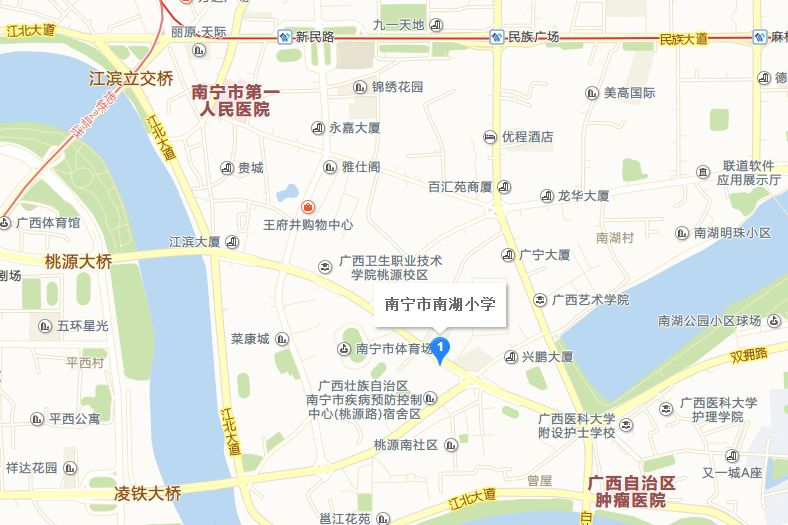 江北大道
丽原·天际
新民路
九一天地
民族广场
民族大道
江滨立交桥
南宁市第一
人民医院
锦绣花园
美高国际
地铁2号线
江北大道
永嘉大厦
优程酒店
贵城
雅仕阁
联道软件
应用展示厅
百汇苑商厦
龙华大厦
广西体育馆
王府井购物中心
江滨大厦
南湖村
南湖明珠小区
桃源大桥
广西卫生职业技术
学院桃源校区
广宁大厦
剧场
南宁市南湖小学
广西艺术学院
五环星光
菜康城
南宁市体育场
1
南湖公园小区球场
兴鹏大厦
双拥路
平西村
广西壮族自治区
南宁市疾病预防控制
中心(桃源路)宿舍区
平西公寓
江北大道
广西医科大学
附设护士学校
广西医科大学
护理学院
桃源南社区
祥达花园
又一城A座
凌铁大桥
曾屋
广西自治区
肿瘤医院
江北大道
邕江花苑